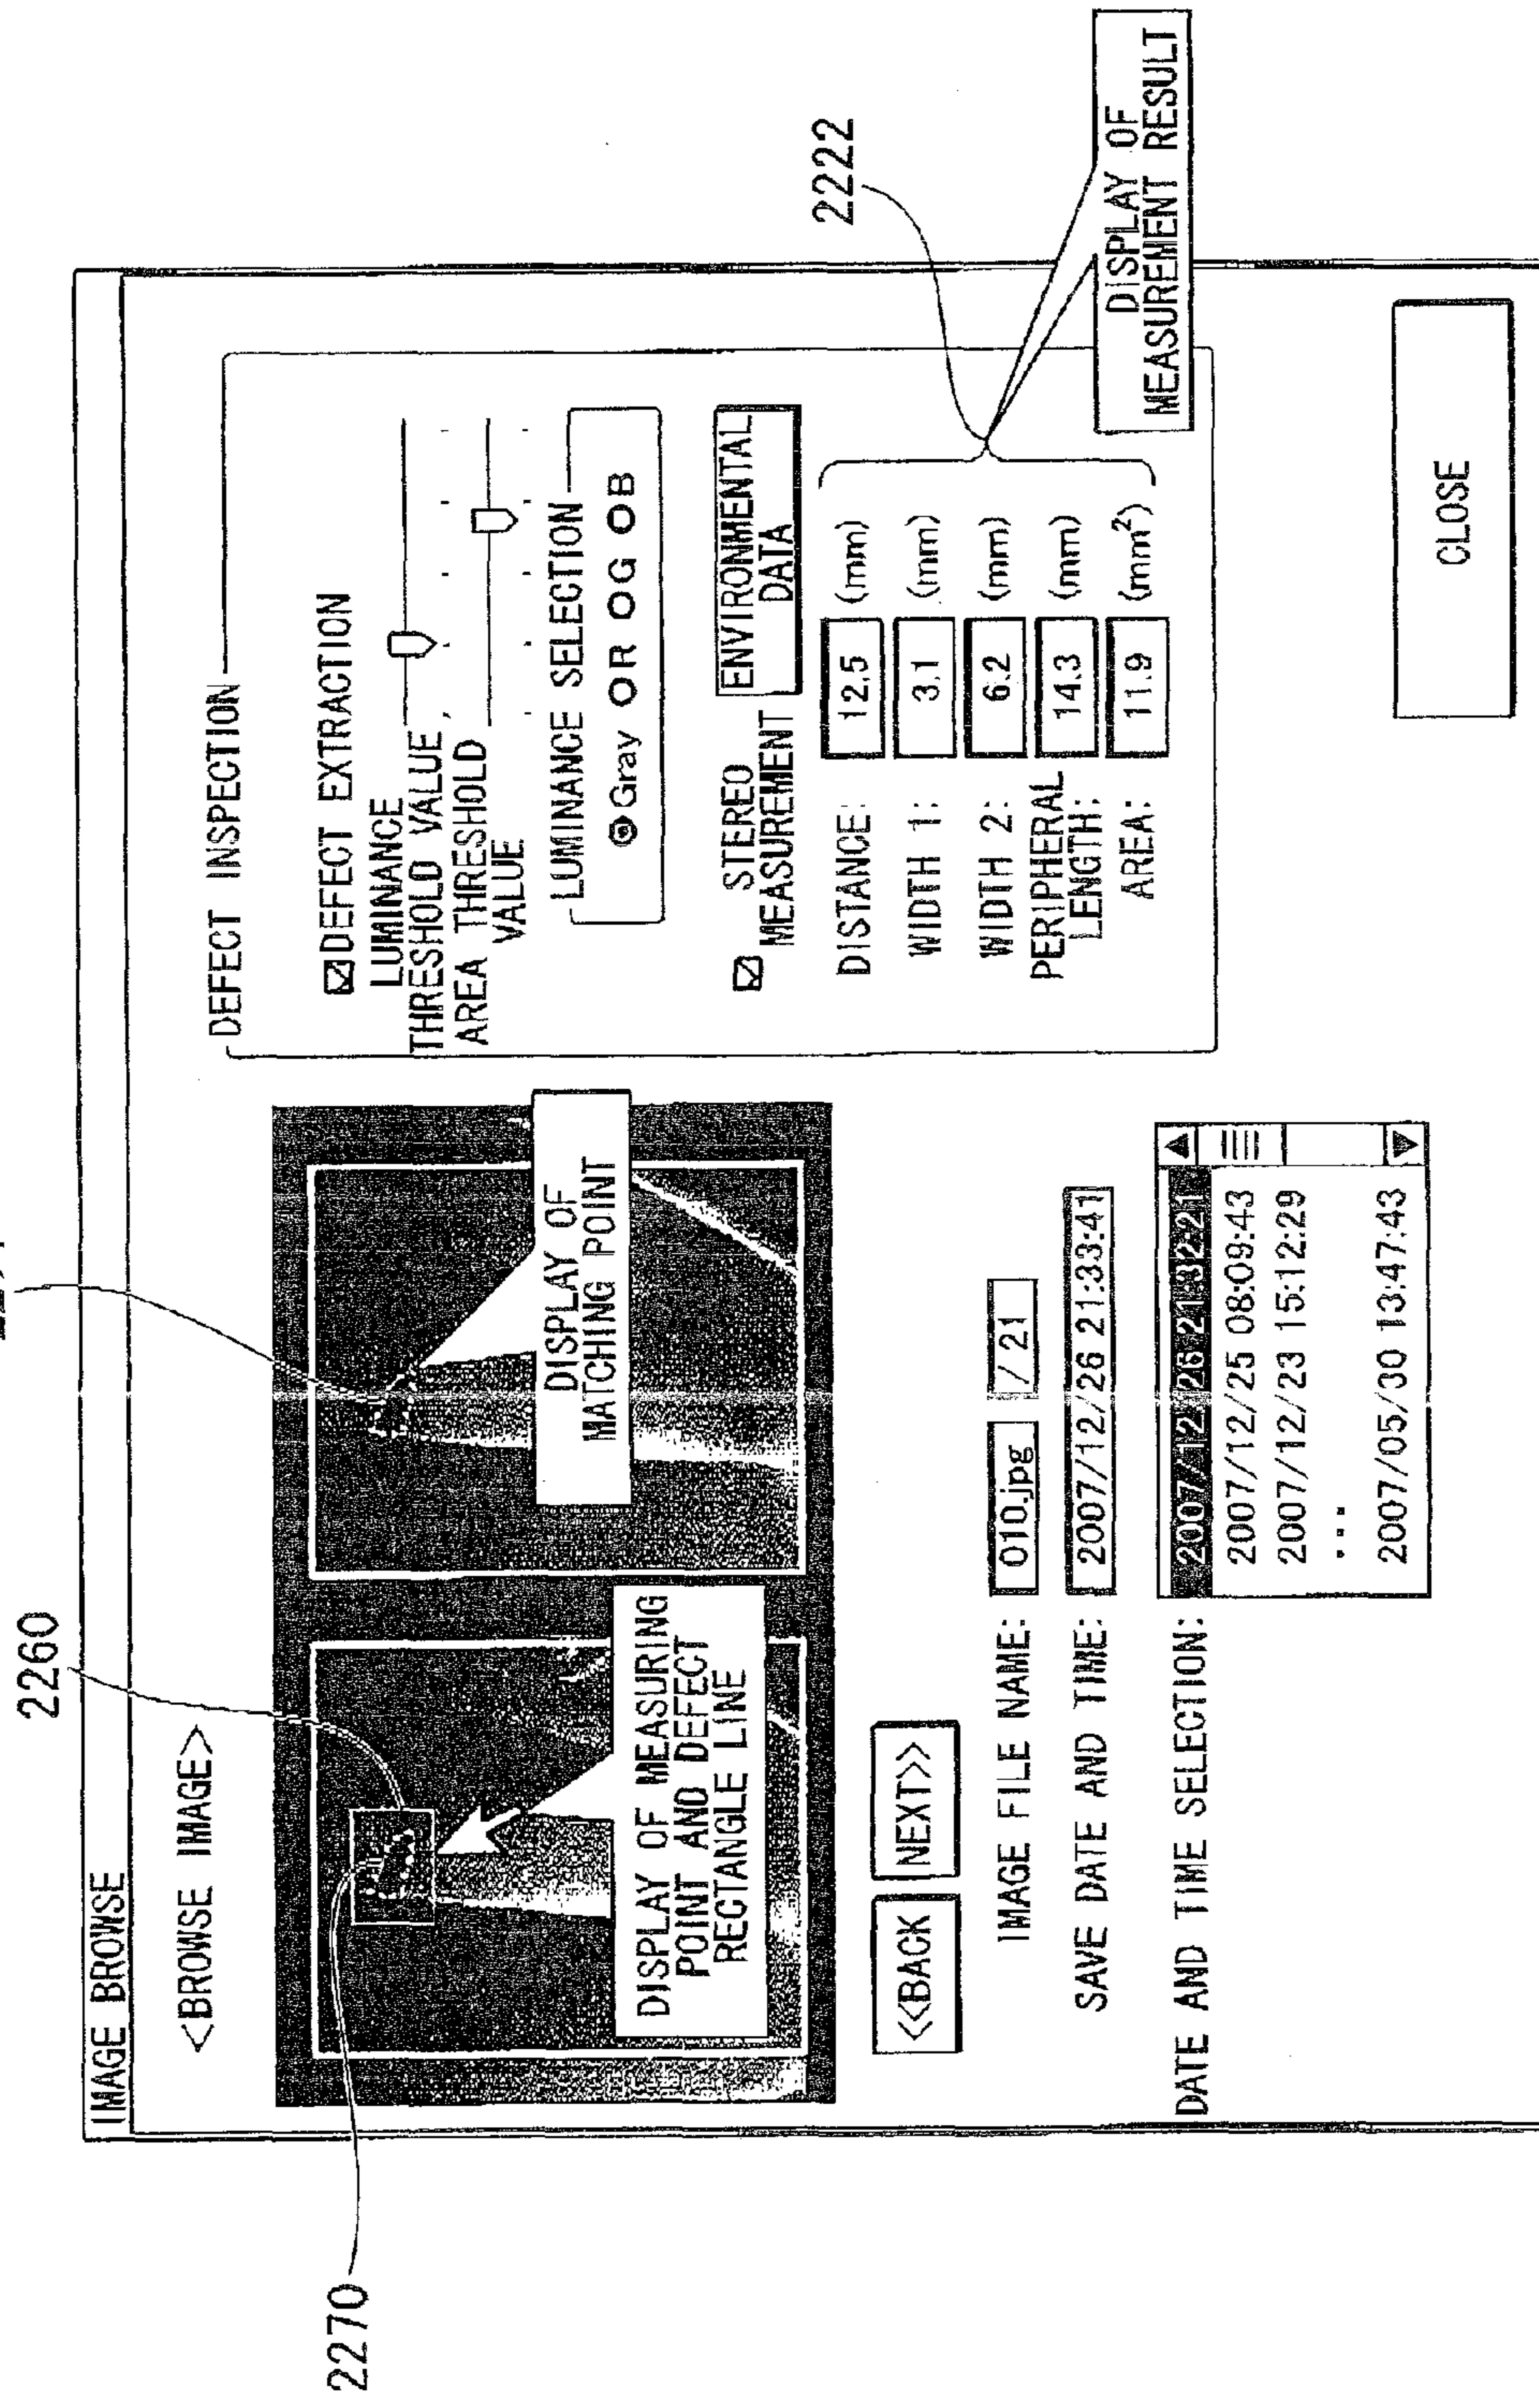 2260
2270
IMAGE BROWSE
<BROWSE IMAGE>
DISPLAY OF MEASURING
POINT AND DEFECT
RECTANGLE LINE
DISPLAY OF
MATCHING POINT
<<BACK
NEXT>>
IMAGE FILE NAME: 010.jpg / 21
SAVE DATE AND TIME: 2007/12/26 21:33:41
DATE AND TIME SELECTION: 2007/12/26 21:32:21
2007/12/25 08:09:43
2007/12/23 15:12:29
...
2007/05/30 13:47:43
DEFECT INSPECTION
DEFECT EXTRACTION
LUMINANCE
THRESHOLD VALUE
AREA THRESHOLD
VALUE
LUMINANCE SELECTION
Gray R G B
STEREO
MEASUREMENT
ENVIRONMENTAL
DATA
DISTANCE: 12.5 (mm)
WIDTH 1: 3.1 (mm)
WIDTH 2: 6.2 (mm)
PERIPHERAL
LENGTH: 14.3 (mm)
AREA: 11.9 (mm²)
2222
DISPLAY OF
MEASUREMENT RESULT
CLOSE